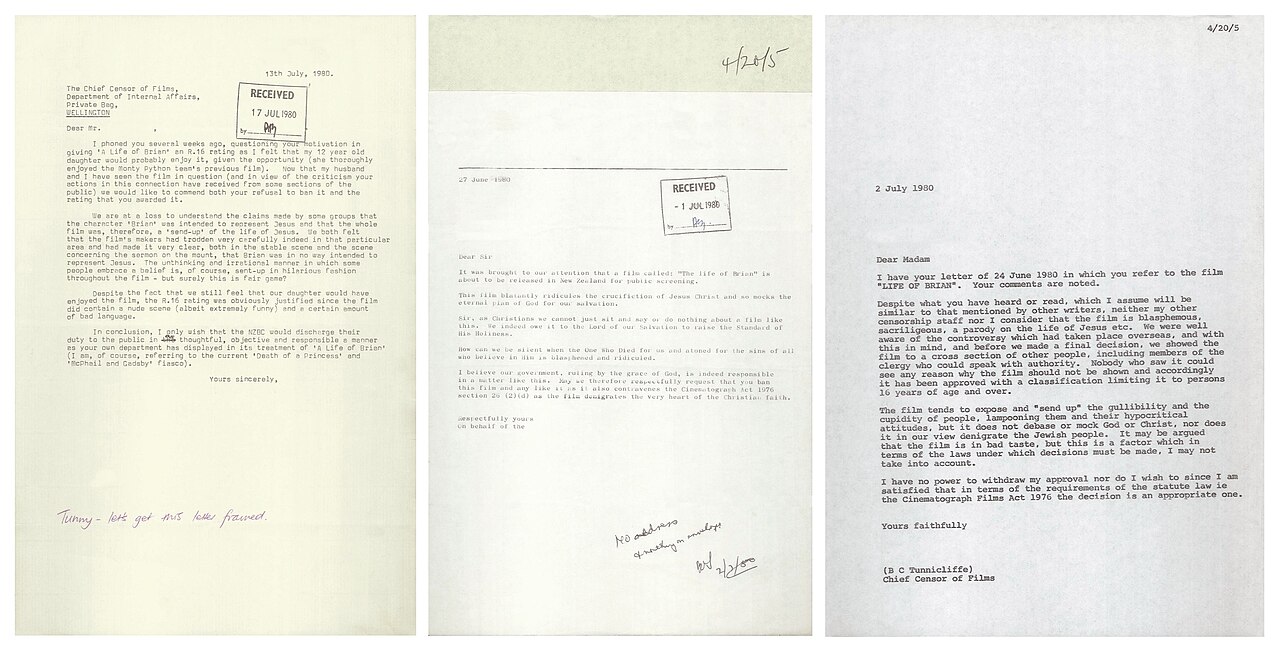 13th July, 1980.
The Chief Censor of Films,
Department of Internal Affairs,
Private Bag,
WELLINGTON
RECEIVED
17 JUL 1980
by
Dear Mr.
I phoned you several weeks ago, questioning your motivation in
giving 'A Life of Brian' an R.16 rating as I felt that my 12 year old
daughter would probably enjoy it, given the opportunity (she thoroughly
enjoyed the Monty Python team's previous film). Now that my husband
and I have seen the film in question (and in view of the criticism your
actions in this connection have received from some sections of the
public) we would like to commend both your refusal to ban it and the
rating that you awarded it.
We are at a loss to understand the claims made by some groups that
the character 'Brian' was intended to represent Jesus and that the whole
film was, therefore, a 'send-up' of the life of Jesus. We both felt
that the film's makers had trodden very carefully indeed in that particular
area and had made it very clear, both in the stable scene and the scene
concerning the sermon on the mount, that Brian was in no way intended to
represent Jesus. The unthinking and irrational manner in which some
people embrace a belief is, of course, sent-up in hilarious fashion
throughout the film - but surely this is fair game?
Despite the fact that we still feel that our daughter would have
enjoyed the film, the R.16 rating was obviously justified since the film
did contain a nude scene (albeit extremely funny) and a certain amount
of bad language.
In conclusion, I only wish that the NZBC would discharge their
duty to the public in the thoughtful, objective and responsible manner
as your own department has displayed in its treatment of 'A Life of Brian'
(I am, of course, referring to the current 'Death of a Princess' and
'McPhail and Gadsby' fiasco).
Yours sincerely,
Tunny - let's get this letter framed.
4/20/5
27 June 1980
RECEIVED
- 1 JUL 1980
by
Dear Sir
It was brought to our attention that a film called: "The life of Brian" is
about to be released in New Zealand for public screening.
This film blatantly ridicules the crucifiction of Jesus Christ and so mocks the
eternal plan of God for our salvation.
Sir, as Christians we cannot just sit and say or do nothing about a film like
this. We indeed owe it to the Lord of our Salvation to raise the Standard of
His Holiness.
How can we be silent when the One Who Died for us and atoned for the sins of all
who believe in Him is blasphemed and ridiculed.
I believe our government, ruling by the grace of God, is indeed responsible
in a matter like this. May we therefore respectfully request that you ban
this film and any like it as it also contravenes the Cinematograph Act 1976
section 26 (2)(d) as the film denigrates the very heart of the Christian faith.
Respectfully yours
On behalf of the
No address
& nothing on envelope
2/7/80
4/20/5
2 July 1980
Dear Madam
I have your letter of 24 June 1980 in which you refer to the film
"LIFE OF BRIAN". Your comments are noted.
Despite what you have heard or read, which I assume will be
similar to that mentioned by other writers, neither my other
censorship staff nor I consider that the film is blasphemous,
sacriligeous, a parody on the life of Jesus etc. We were well
aware of the controversy which had taken place overseas, and with
this in mind, and before we made a final decision, we showed the
film to a cross section of other people, including members of the
clergy who could speak with authority. Nobody who saw it could
see any reason why the film should not be shown and accordingly
it has been approved with a classification limiting it to persons
16 years of age and over.
The film tends to expose and "send up" the gullibility and the
cupidity of people, lampooning them and their hypocritical
attitudes, but it does not debase or mock God or Christ, nor does
it in our view denigrate the Jewish people. It may be argued
that the film is in bad taste, but this is a factor which in
terms of the laws under which decisions must be made, I may not
take into account.
I have no power to withdraw my approval nor do I wish to since I am
satisfied that in terms of the requirements of the statute law ie
the Cinematograph Films Act 1976 the decision is an appropriate one.
Yours faithfully
(B C Tunnicliffe)
Chief Censor of Films